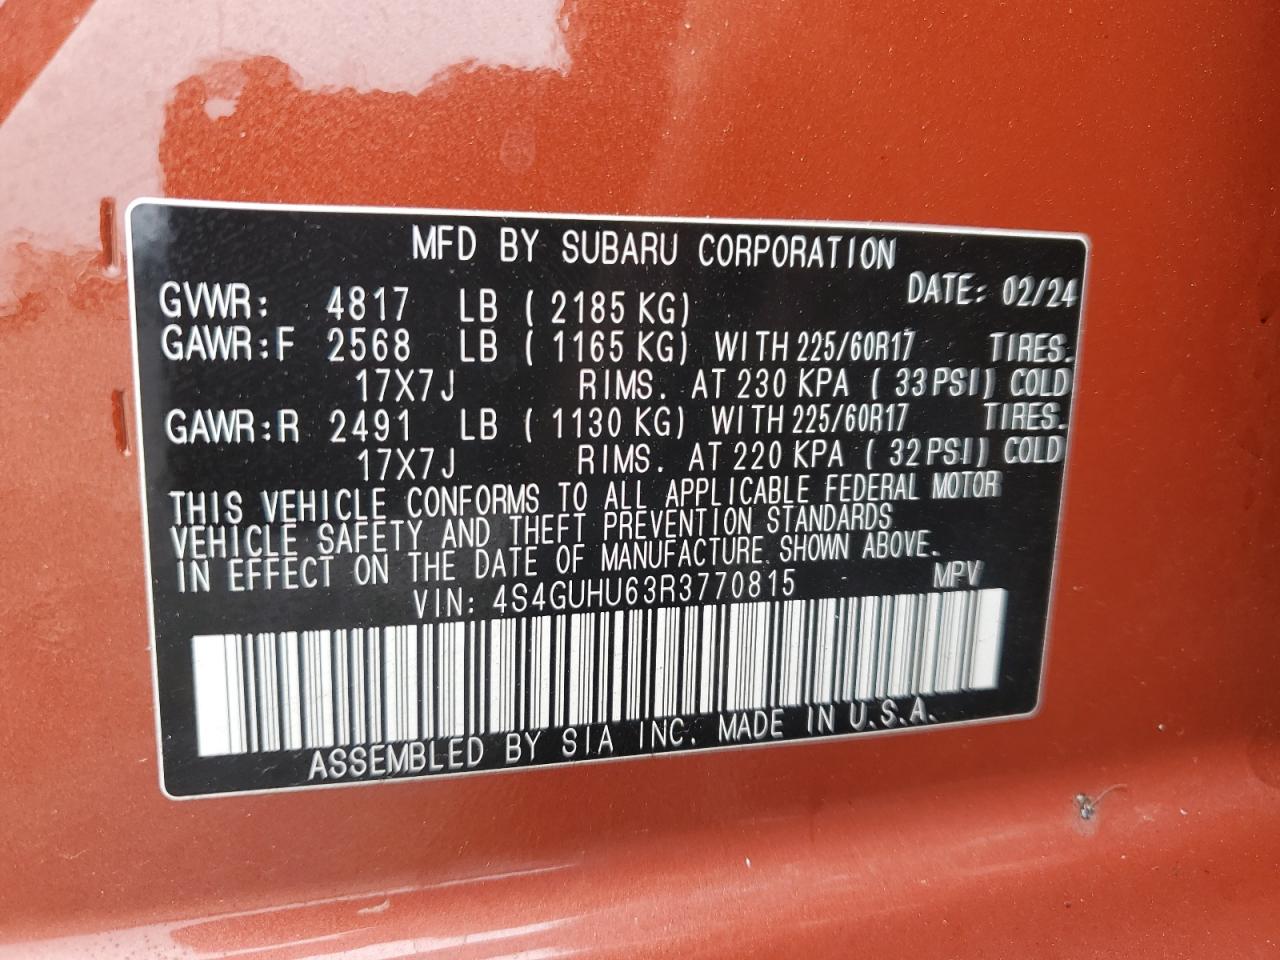 MFD BY SUBARU CORPORATION
DATE: 02/24
GVWR: 4817 LB ( 2185 KG)
GAWR:F 2568 LB ( 1165 KG) WITH 225/60R17 TIRES.
17X7J RIMS. AT 230 KPA ( 33 PSI) COLD
GAWR:R 2491 LB ( 1130 KG) WITH 225/60R17 TIRES.
17X7J RIMS. AT 220 KPA ( 32 PSI) COLD
THIS VEHICLE CONFORMS TO ALL APPLICABLE FEDERAL MOTOR
VEHICLE SAFETY AND THEFT PREVENTION STANDARDS
IN EFFECT ON THE DATE OF MANUFACTURE SHOWN ABOVE.
VIN: 4S4GUHU63R3770815 MPV
ASSEMBLED BY SIA INC. MADE IN U.S.A.